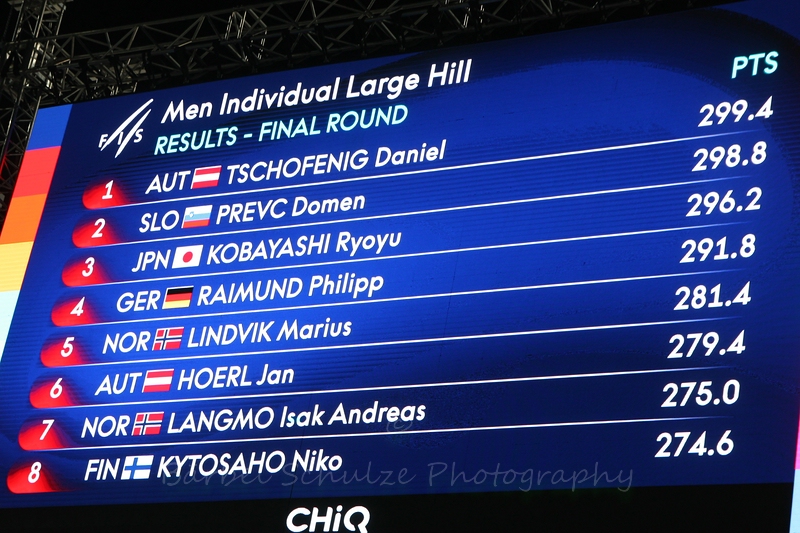 FIS
Men Individual Large Hill
RESULTS - FINAL ROUND PTS
1 AUT TSCHOFENIG Daniel 299.4
2 SLO PREVC Domen 298.8
3 JPN KOBAYASHI Ryoyu 296.2
4 GER RAIMUND Philipp 291.8
5 NOR LINDVIK Marius 281.4
6 AUT HOERL Jan 279.4
7 NOR LANGMO Isak Andreas 275.0
8 FIN KYTOSAHO Niko 274.6
©
Bärbel Schulze Photography
CHiQ